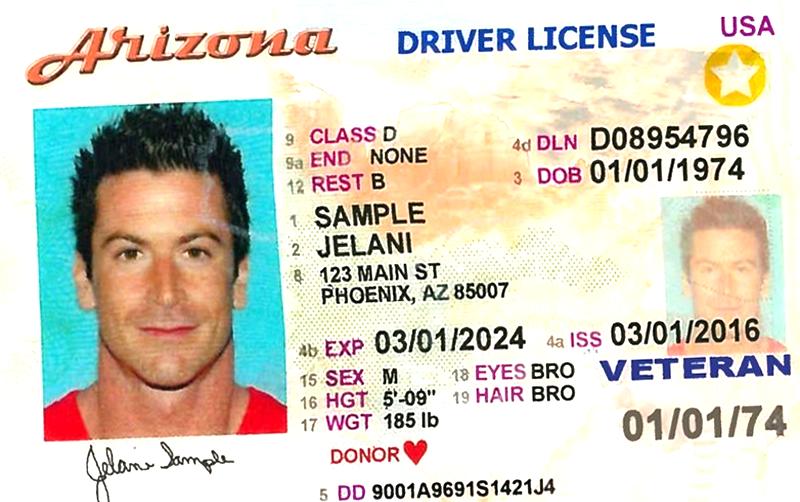 Arizona DRIVER LICENSE USA
9 CLASS D
9a END NONE
12 REST B
4d DLN D08954796
3 DOB 01/01/1974
1 SAMPLE
2 JELANI
8 123 MAIN ST
PHOENIX, AZ 85007
4b EXP 03/01/2024 4a ISS 03/01/2016
15 SEX M 18 EYES BRO
16 HGT 5'-09" 19 HAIR BRO
17 WGT 185 lb
VETERAN
01/01/74
DONOR
Jelani Sample
5 DD 9001A9691S1421J4